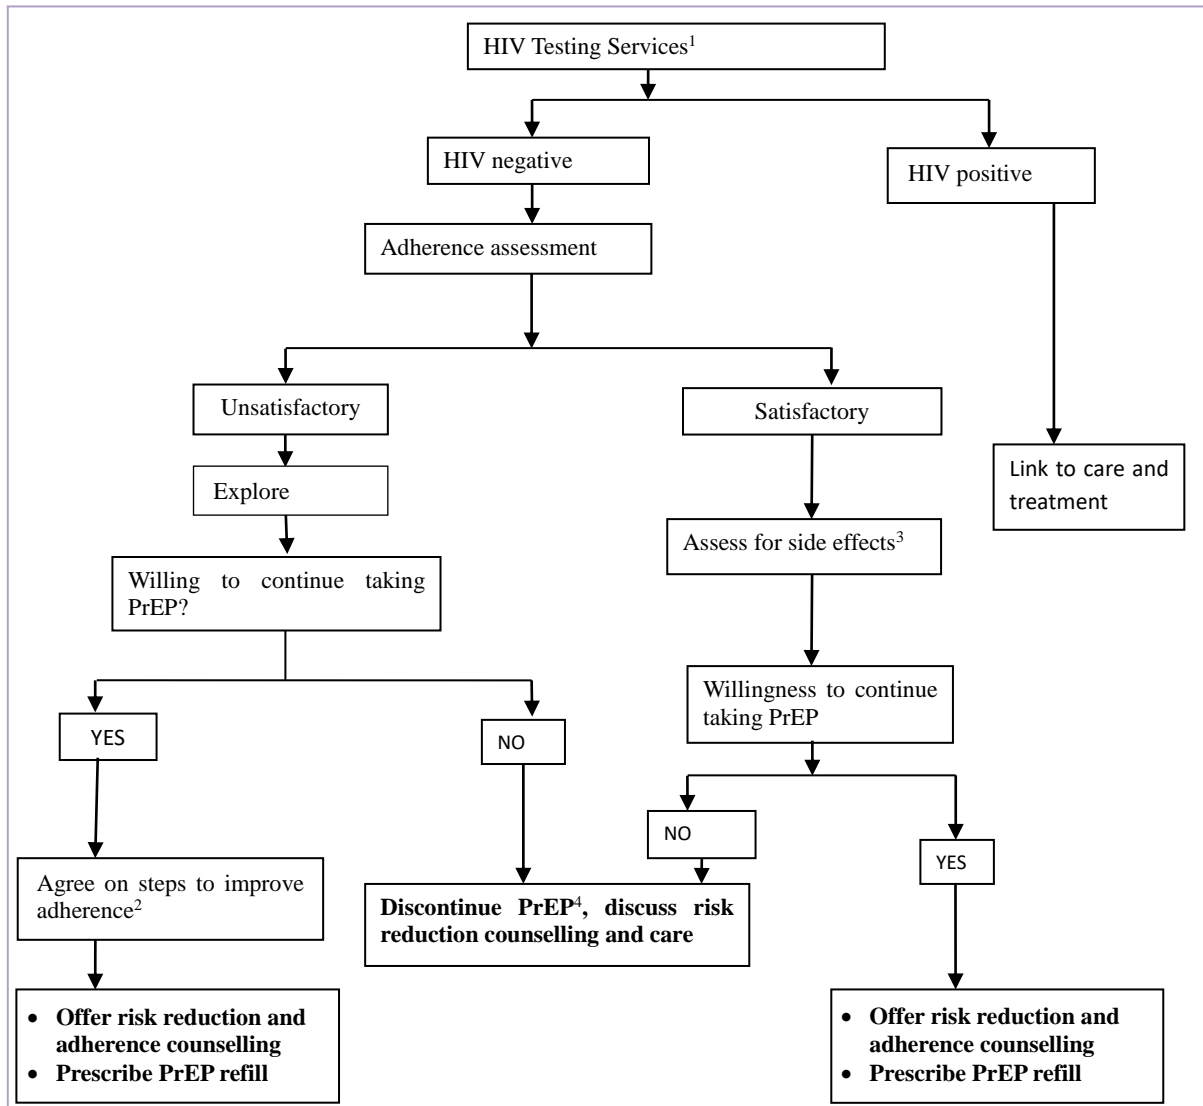 HIV Testing Services¹
HIV negative
HIV positive
Adherence assessment
Unsatisfactory
Satisfactory
Explore
Link to care and
treatment
Assess for side effects³
Willing to continue taking
PrEP?
Willingness to continue
taking PrEP
YES
NO
NO
YES
Agree on steps to improve
adherence²
Discontinue PrEP⁴, discuss risk
reduction counselling and care
• Offer risk reduction and
adherence counselling
• Prescribe PrEP refill
• Offer risk reduction and
adherence counselling
• Prescribe PrEP refill